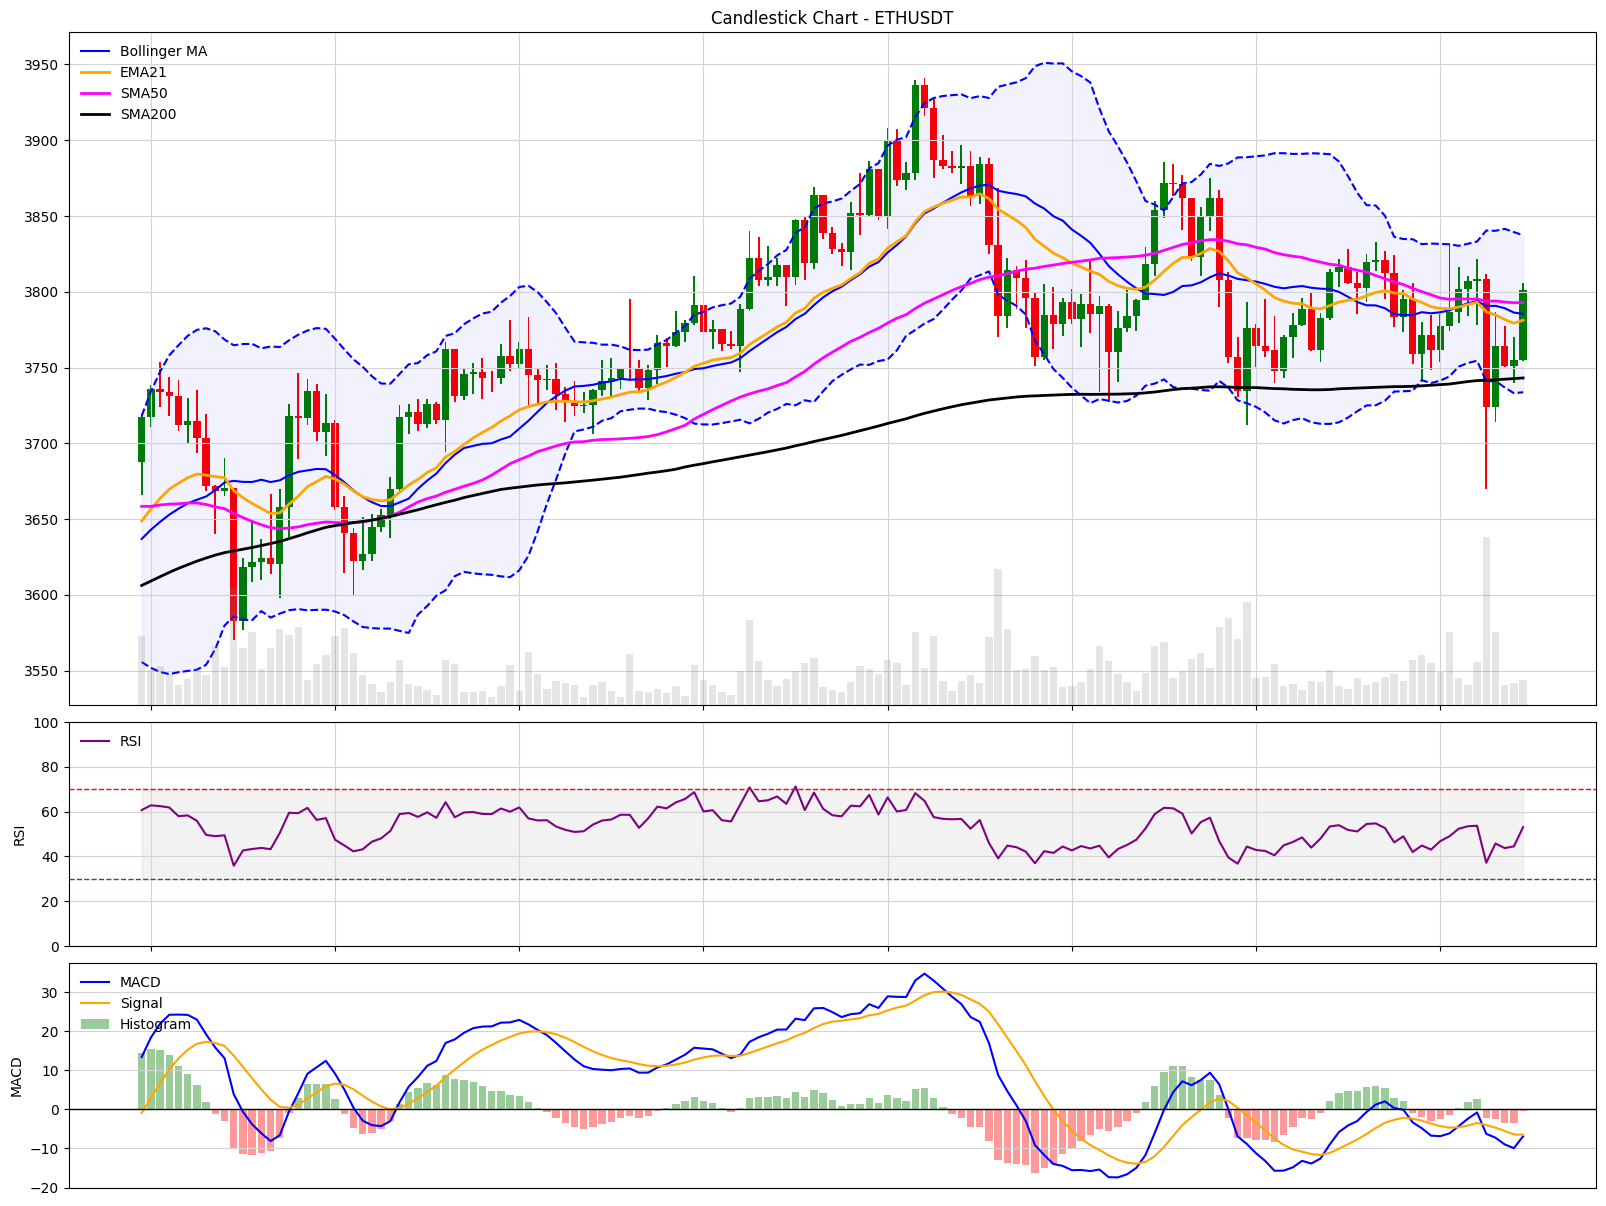 Candlestick Chart - ETHUSDT
Bollinger MA
EMA21
SMA50
SMA200
3950
3900
3850
3800
3750
3700
3650
3600
3550
100
80
60
40
20
0
RSI
RSI
30
20
10
0
−10
−20
MACD
MACD
Signal
Histogram